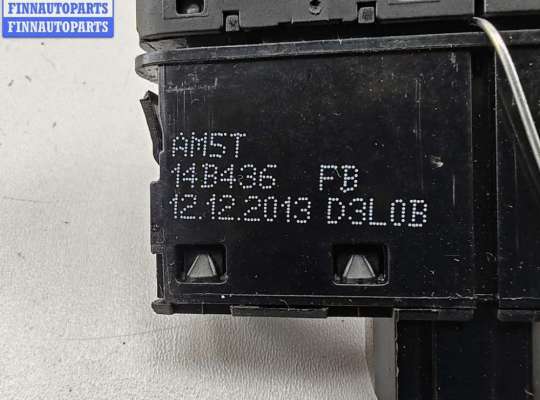 FINNAUTOPARTS
FINNAUTOPARTS
AM5T
14B436 FB
12.12.2013 D3L0B